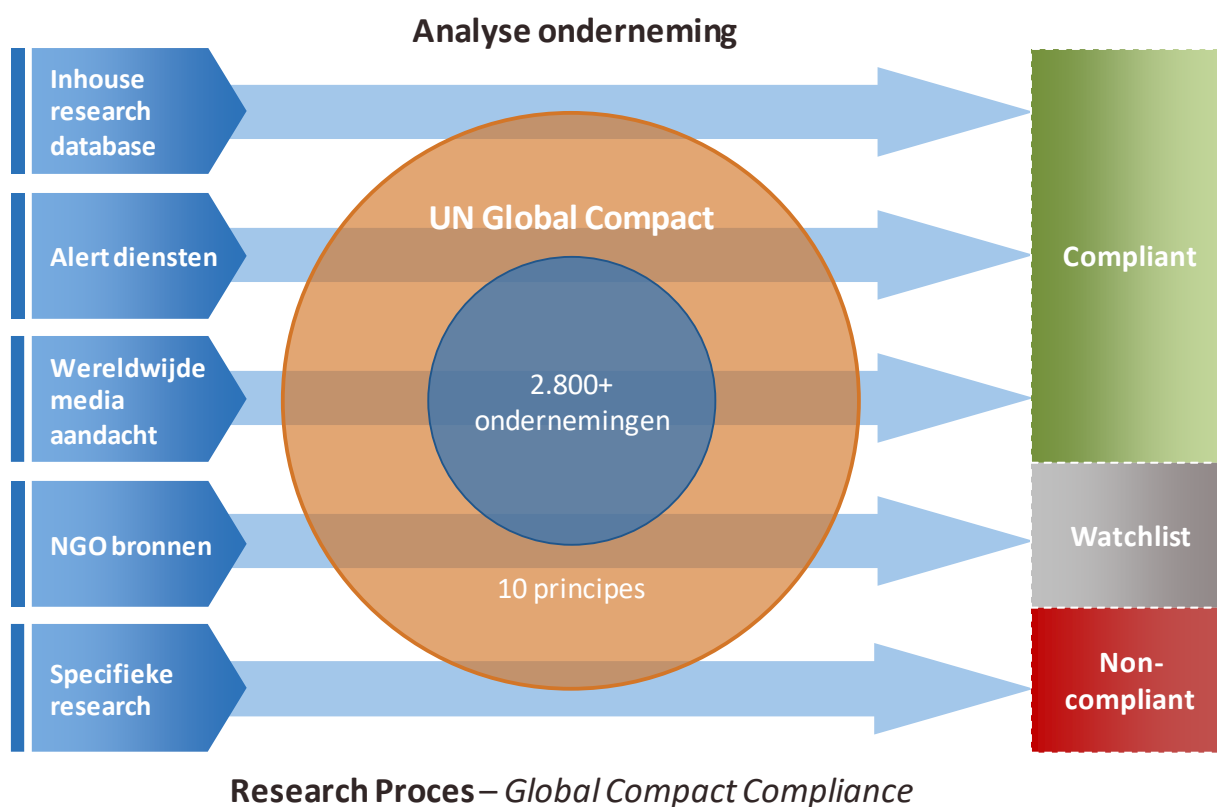 Analyse onderneming
Inhouse
research
database
Alert diensten
Wereldwijde
media
aandacht
NGO bronnen
Specifieke
research
UN Global Compact
2.800+
ondernemingen
10 principes
Compliant
Watchlist
Non-
compliant
Research Proces – Global Compact Compliance